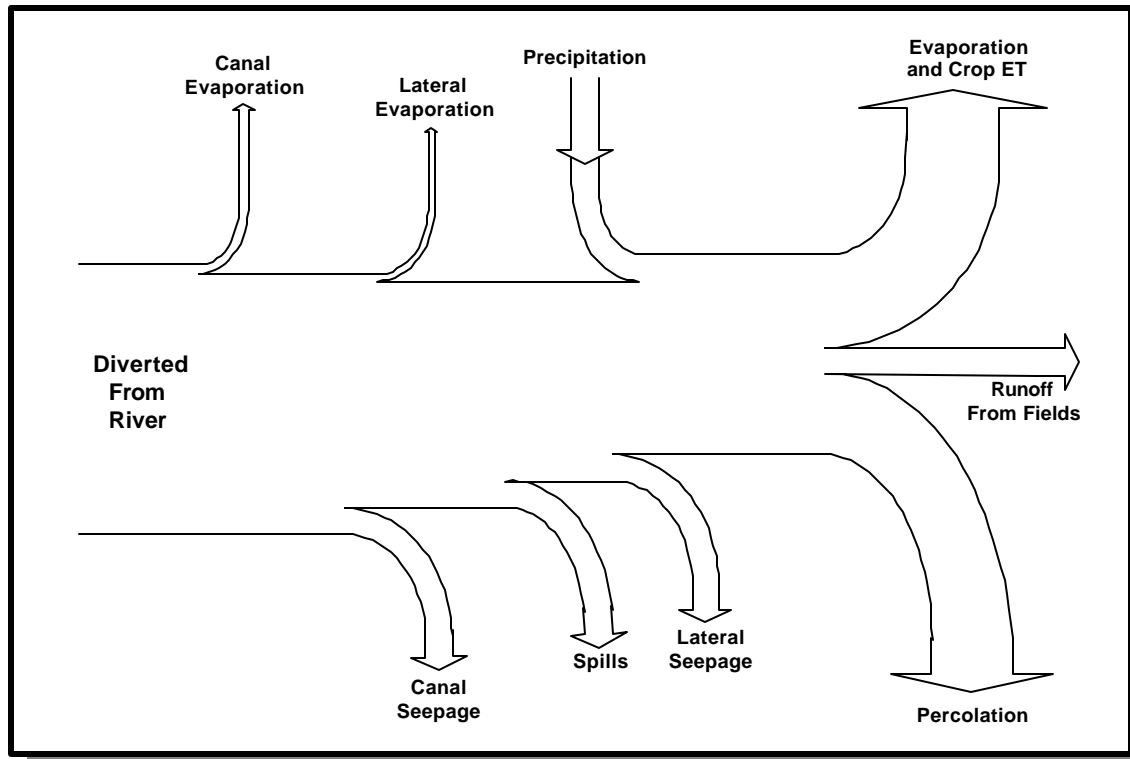 Canal
Evaporation
Lateral
Evaporation
Precipitation
Evaporation
and Crop ET
Diverted
From
River
Runoff
From Fields
Canal
Seepage
Spills
Lateral
Seepage
Percolation